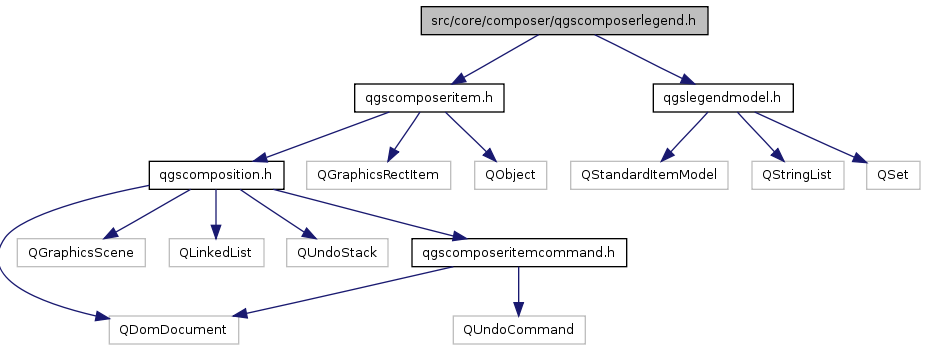 src/core/composer/qgscomposerlegend.h
qgscomposeritem.h
qgslegendmodel.h
qgscomposition.h
QGraphicsRectItem
QObject
QStandardItemModel
QStringList
QSet
QGraphicsScene
QLinkedList
QUndoStack
qgscomposeritemcommand.h
QDomDocument
QUndoCommand